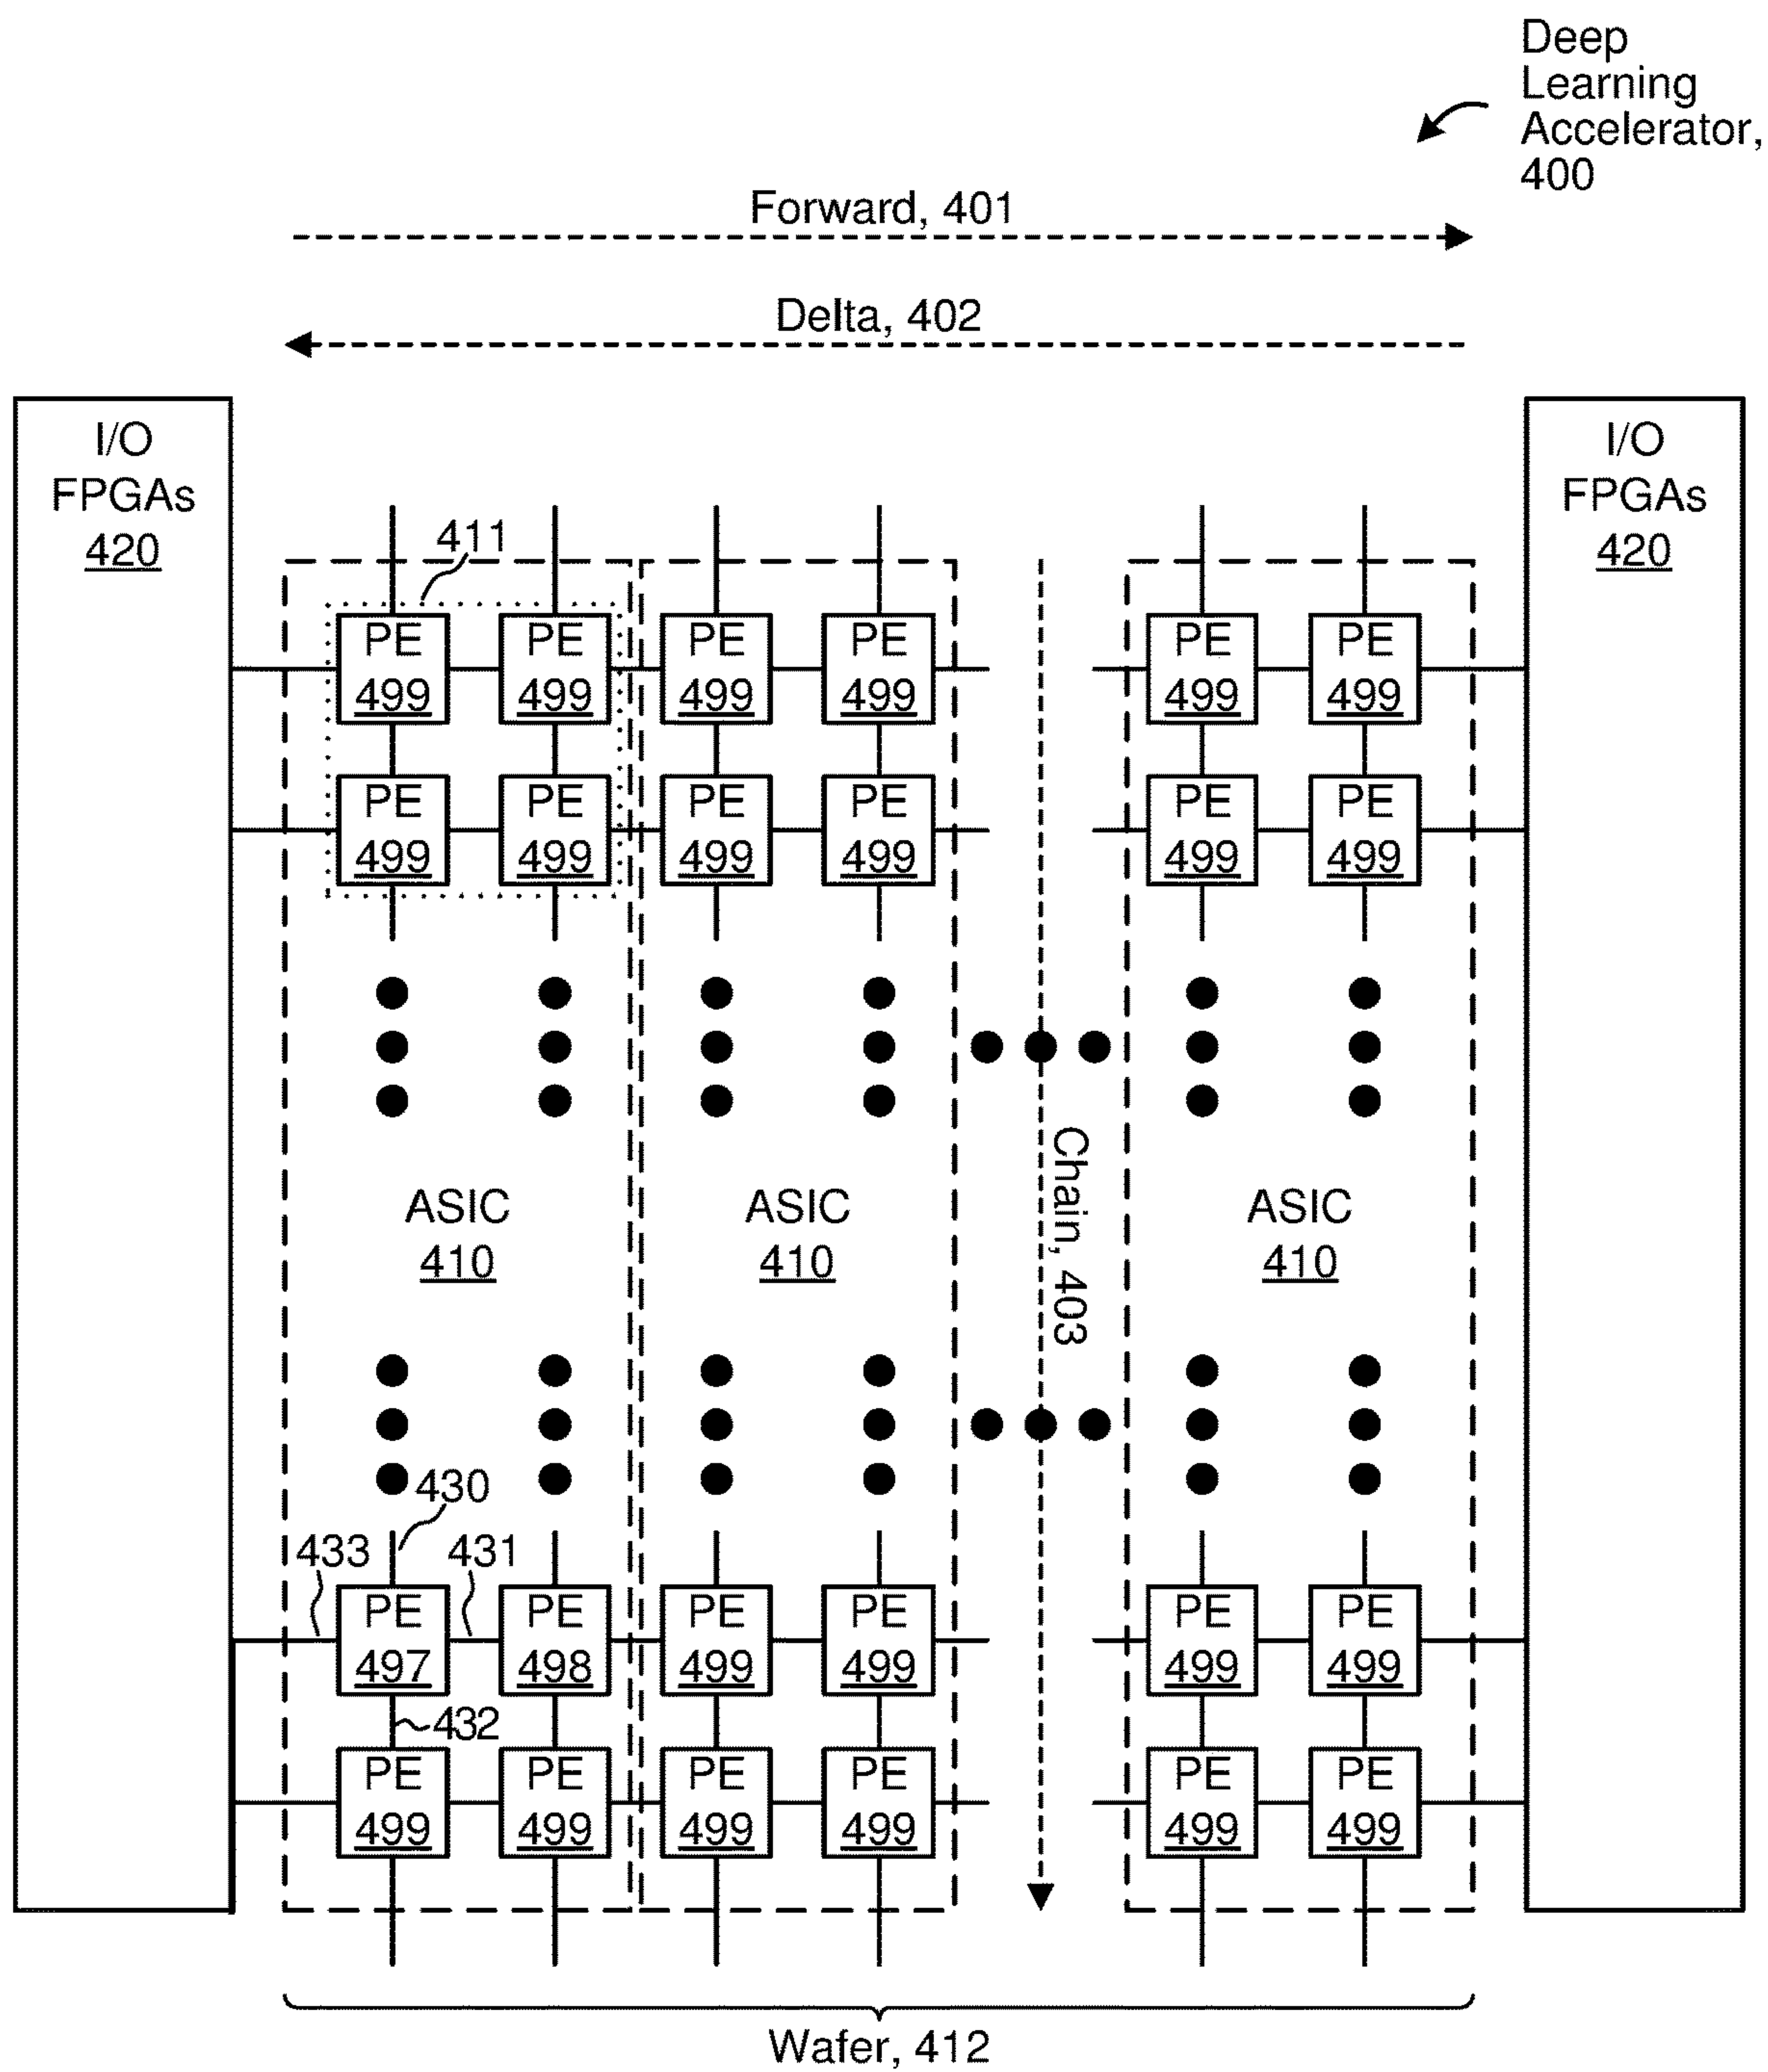 Deep
Learning
Accelerator,
400
Forward, 401
Delta, 402
I/O
FPGAs
420
I/O
FPGAs
420
411
PE PE PE PE PE PE
499 499 499 499 499 499
PE PE PE PE PE PE
499 499 499 499 499 499
Chain, 403
ASIC ASIC ASIC
410 410 410
430
433 431
PE PE PE PE PE PE
497 498 499 499 499 499
432
PE PE PE PE PE PE
499 499 499 499 499 499
Wafer, 412